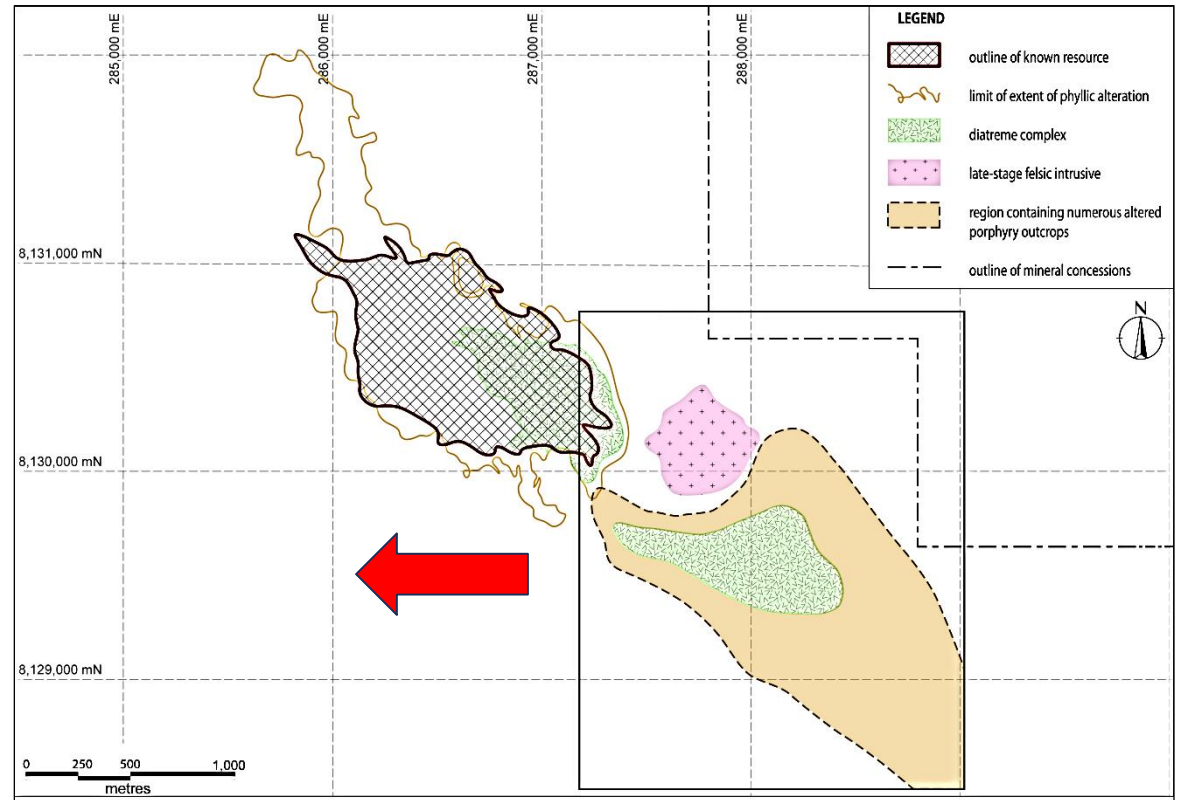 285,000 mE
286,000 mE
287,000 mE
288,000 mE
LEGEND
outline of known resource
limit of extent of phyllic alteration
diatreme complex
late-stage felsic intrusive
region containing numerous altered
porphyry outcrops
outline of mineral concessions
8,131,000 mN
N
8,130,000 mN
8,129,000 mN
0 250 500 1,000
metres